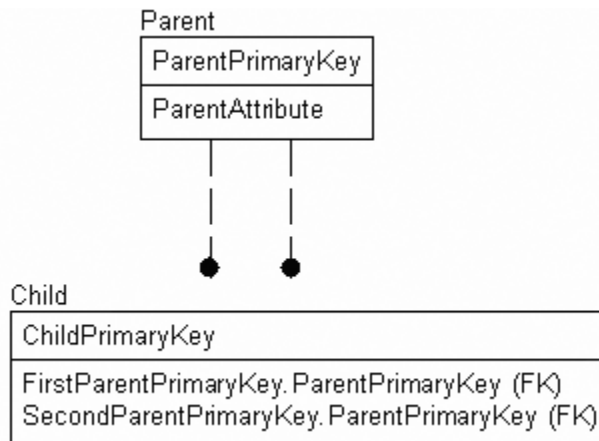 Parent
ParentPrimaryKey
ParentAttribute
Child
ChildPrimaryKey
FirstParentPrimaryKey.ParentPrimaryKey (FK)
SecondParentPrimaryKey.ParentPrimaryKey (FK)